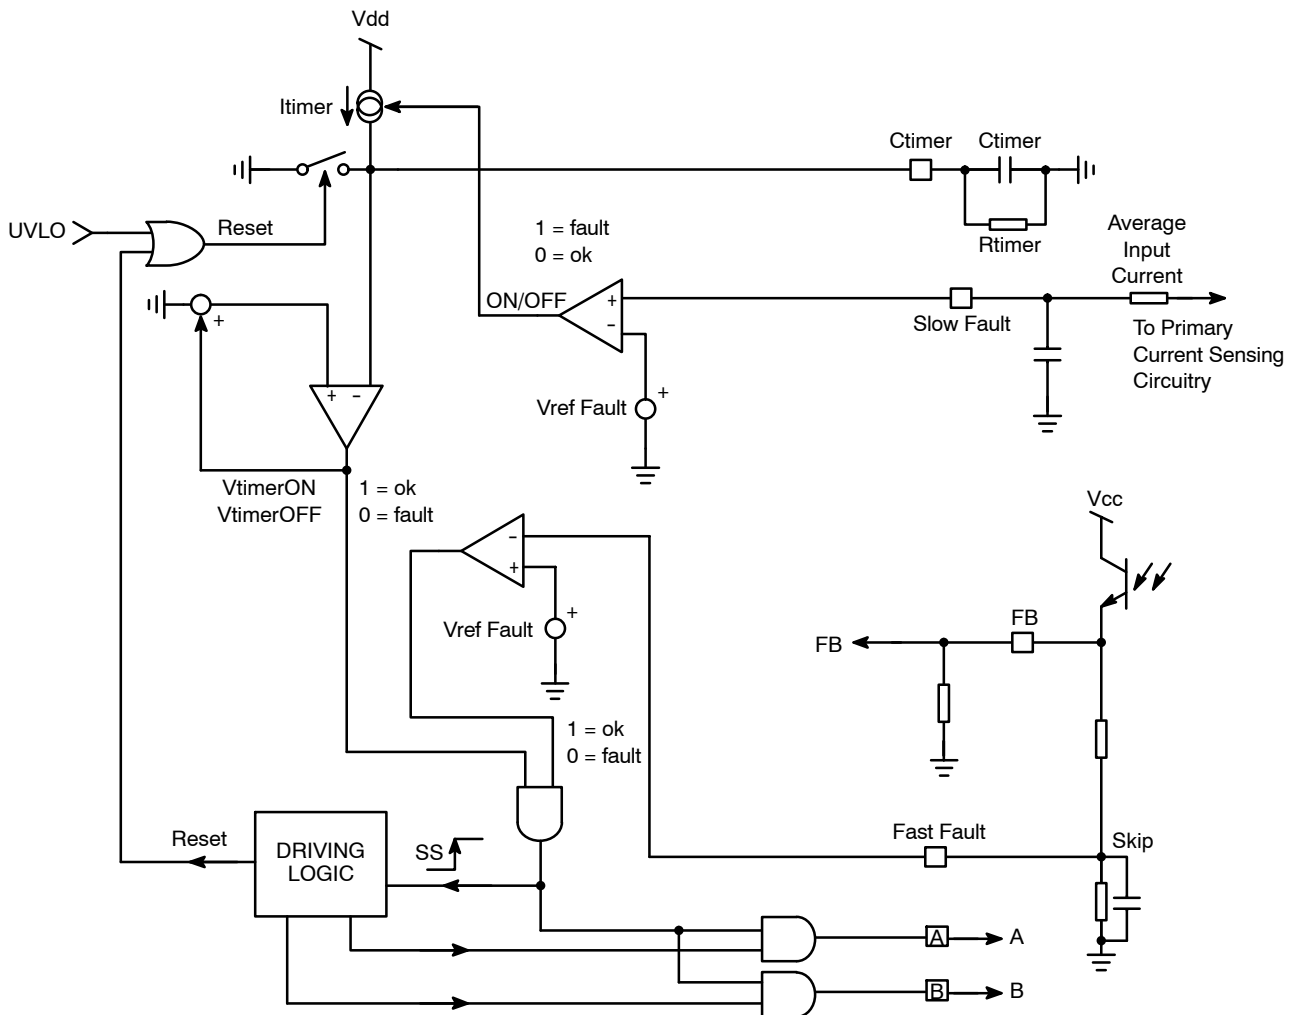 Vdd
Itimer
Ctimer
Ctimer
Rtimer
UVLO
Reset
1 = fault
0 = ok
Average
Input
Current
ON/OFF
+
−
Slow Fault
To Primary
Current Sensing
Circuitry
+
+ −
Vref Fault
+
VtimerON
VtimerOFF
1 = ok
0 = fault
Vcc
−
+
Vref Fault
+
FB
FB
1 = ok
0 = fault
Reset
DRIVING
LOGIC
SS
Fast Fault
Skip
A
A
B
B